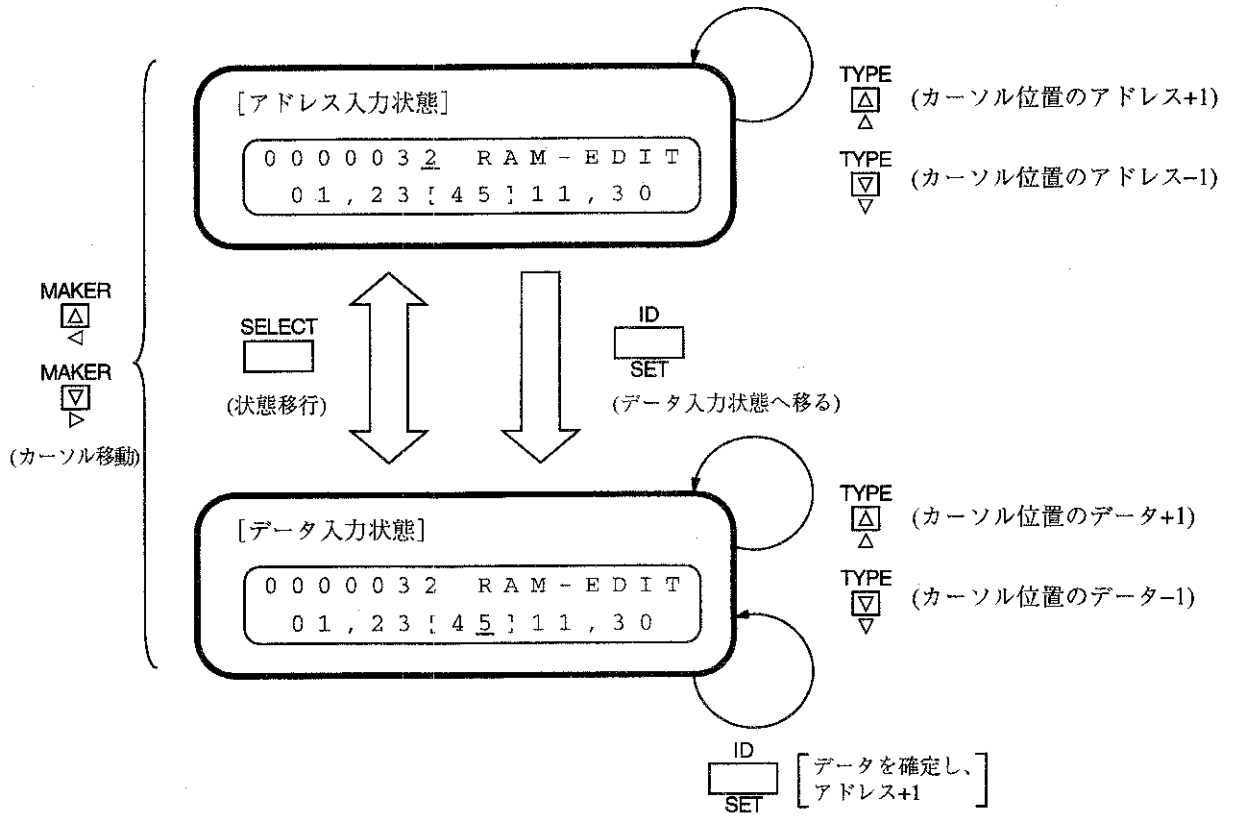 [アドレス入力状態]
0000032 RAM-EDIT
01,23[45]11,30
TYPE
△
△
(カーソル位置のアドレス+1)
TYPE
▽
▽
(カーソル位置のアドレス−1)
MAKER
△
◁
MAKER
▽
▷
(カーソル移動)
SELECT
(状態移行)
ID
SET
(データ入力状態へ移る)
[データ入力状態]
0000032 RAM-EDIT
01,23[45]11,30
TYPE
△
△
(カーソル位置のデータ+1)
TYPE
▽
▽
(カーソル位置のデータ−1)
ID
SET
[データを確定し、
アドレス+1]